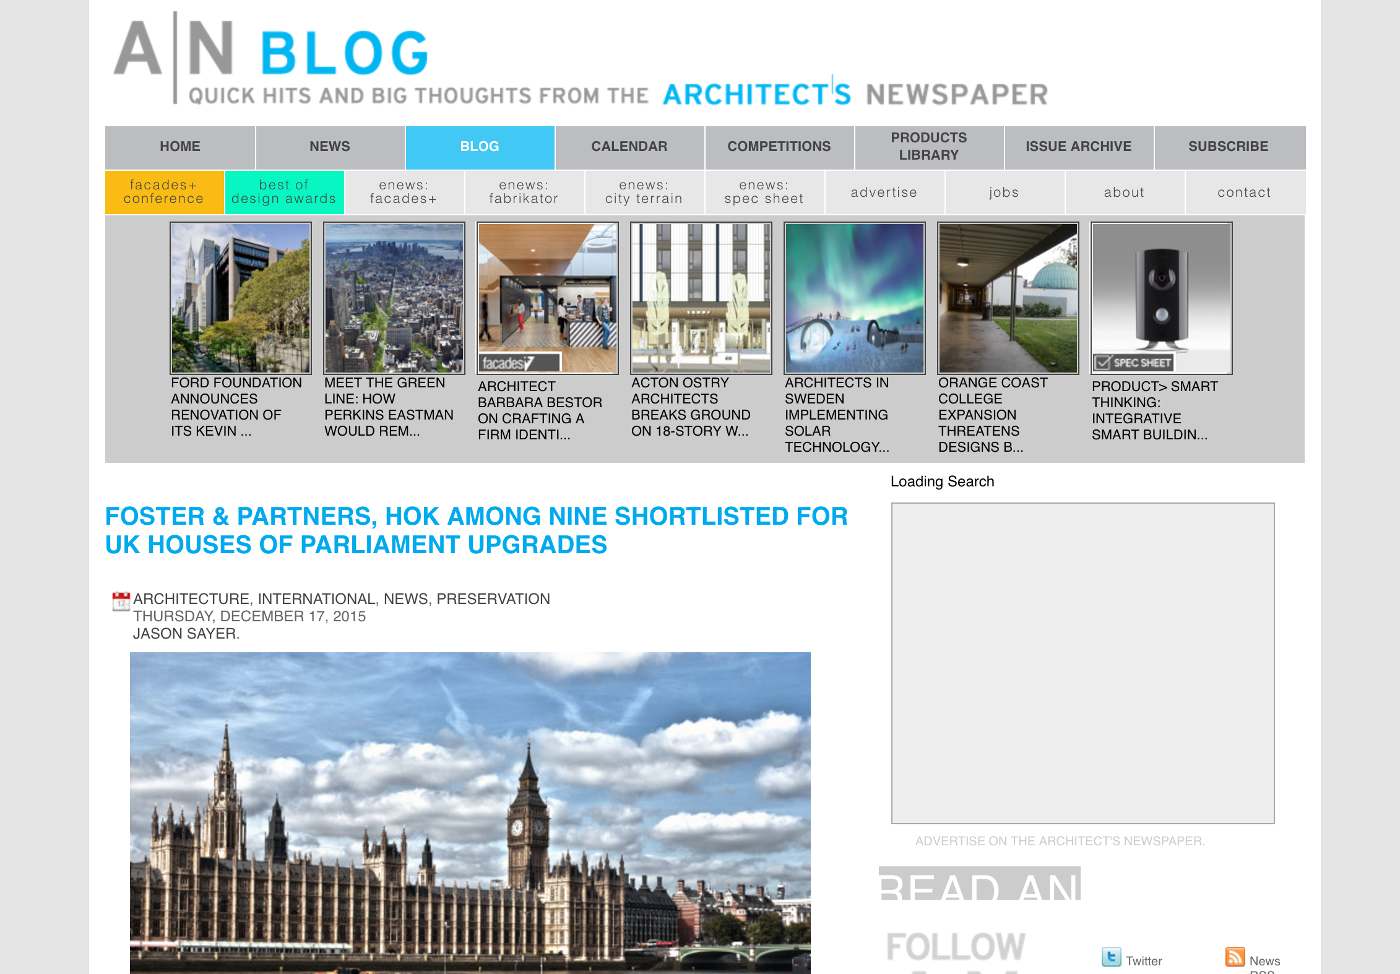 A|N BLOG
QUICK HITS AND BIG THOUGHTS FROM THE ARCHITECT'S NEWSPAPER
HOME
NEWS
BLOG
CALENDAR
COMPETITIONS
PRODUCTS
LIBRARY
ISSUE ARCHIVE
SUBSCRIBE
facades+
conference
best of
design awards
enews:
facades+
enews:
fabrikator
enews:
city terrain
enews:
spec sheet
advertise
jobs
about
contact
facades+
SPEC SHEET
FORD FOUNDATION
ANNOUNCES
RENOVATION OF
ITS KEVIN ...
MEET THE GREEN
LINE: HOW
PERKINS EASTMAN
WOULD REM...
ARCHITECT
BARBARA BESTOR
ON CRAFTING A
FIRM IDENTI...
ACTON OSTRY
ARCHITECTS
BREAKS GROUND
ON 18-STORY W...
ARCHITECTS IN
SWEDEN
IMPLEMENTING
SOLAR
TECHNOLOGY...
ORANGE COAST
COLLEGE
EXPANSION
THREATENS
DESIGNS B...
PRODUCT> SMART
THINKING:
INTEGRATIVE
SMART BUILDIN...
Loading Search
FOSTER & PARTNERS, HOK AMONG NINE SHORTLISTED FOR
UK HOUSES OF PARLIAMENT UPGRADES
ARCHITECTURE, INTERNATIONAL, NEWS, PRESERVATION
THURSDAY, DECEMBER 17, 2015
JASON SAYER.
ADVERTISE ON THE ARCHITECT'S NEWSPAPER.
READ AN
FOLLOW
Twitter
News